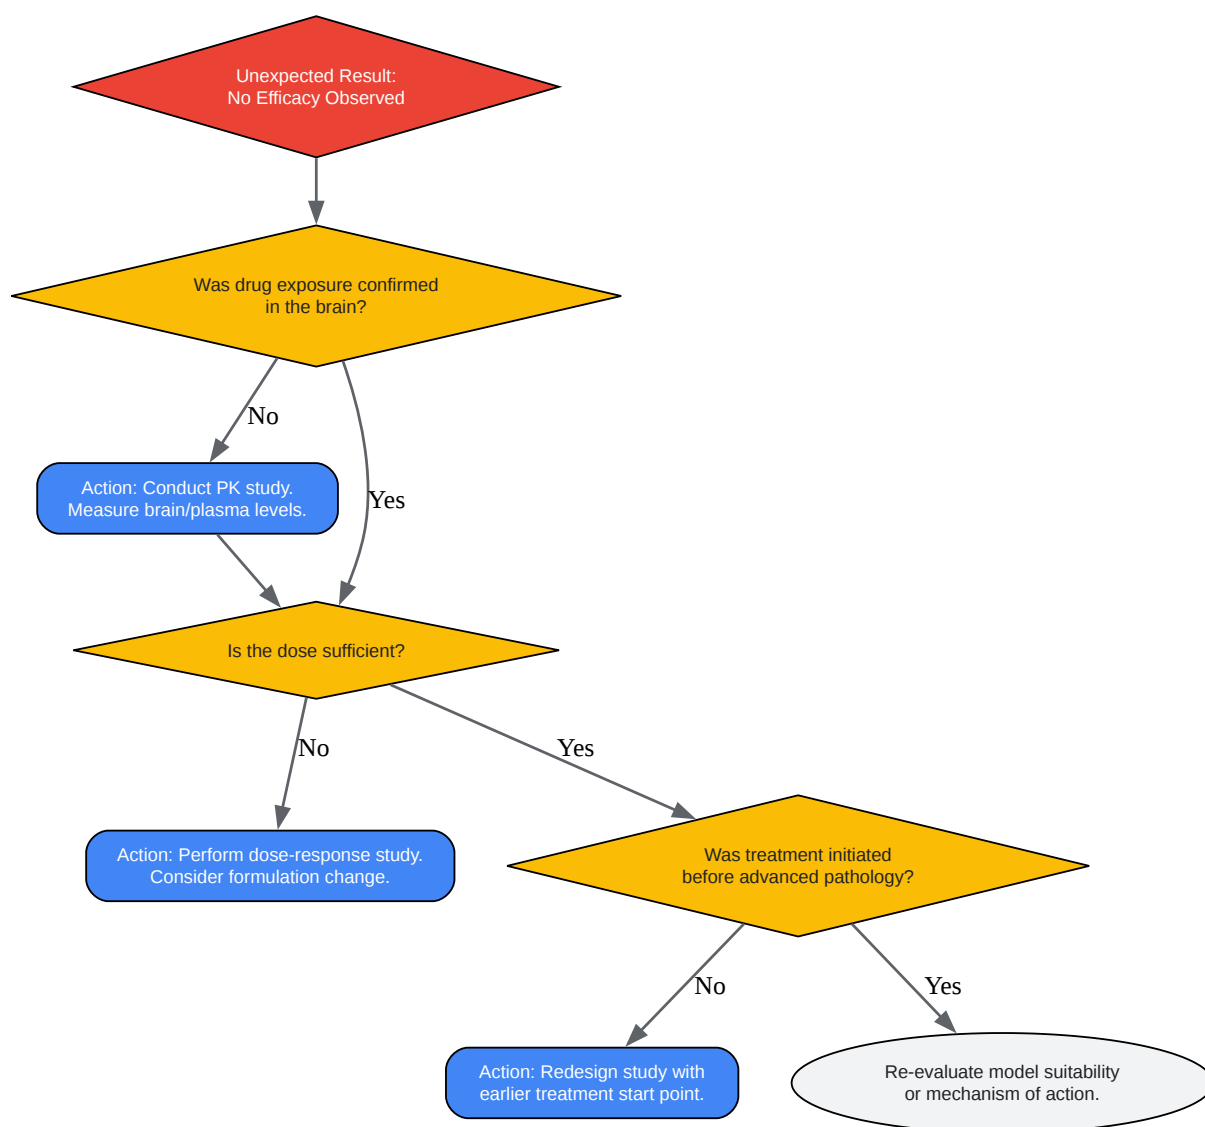 Unexpected Result:
No Efficacy Observed
Was drug exposure confirmed
in the brain?
No
Yes
Action: Conduct PK study.
Measure brain/plasma levels.
Is the dose sufficient?
No
Yes
Action: Perform dose-response study.
Consider formulation change.
Was treatment initiated
before advanced pathology?
No
Yes
Action: Redesign study with
earlier treatment start point.
Re-evaluate model suitability
or mechanism of action.